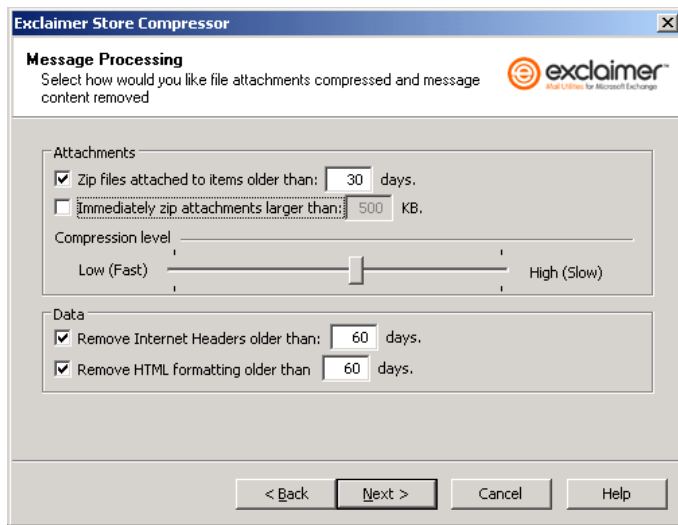 Exclaimer Store Compressor
Message Processing
Select how would you like file attachments compressed and message
content removed
exclaimer™
Mail Utilities for Microsoft Exchange
Attachments
Zip files attached to items older than: 30 days.
Immediately zip attachments larger than: 500 KB.
Compression level
Low (Fast) High (Slow)
Data
Remove Internet Headers older than: 60 days.
Remove HTML formatting older than 60 days.
< Back Next > Cancel Help